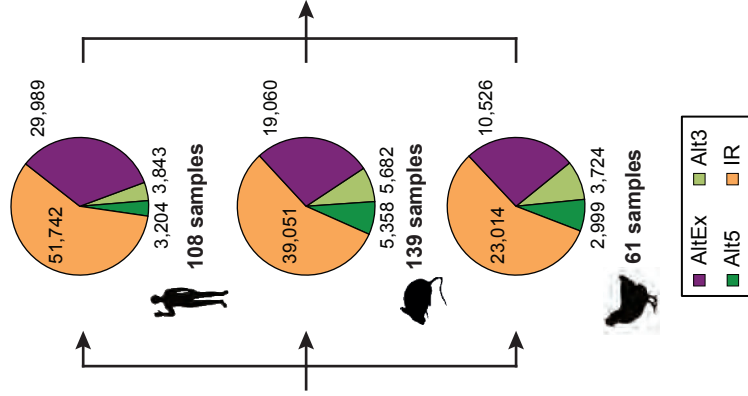 29,989
51,742
3,204 3,843
108 samples
19,060
39,051
5,358 5,682
139 samples
10,526
23,014
2,999 3,724
61 samples
AltEx Alt3
Alt5 IR